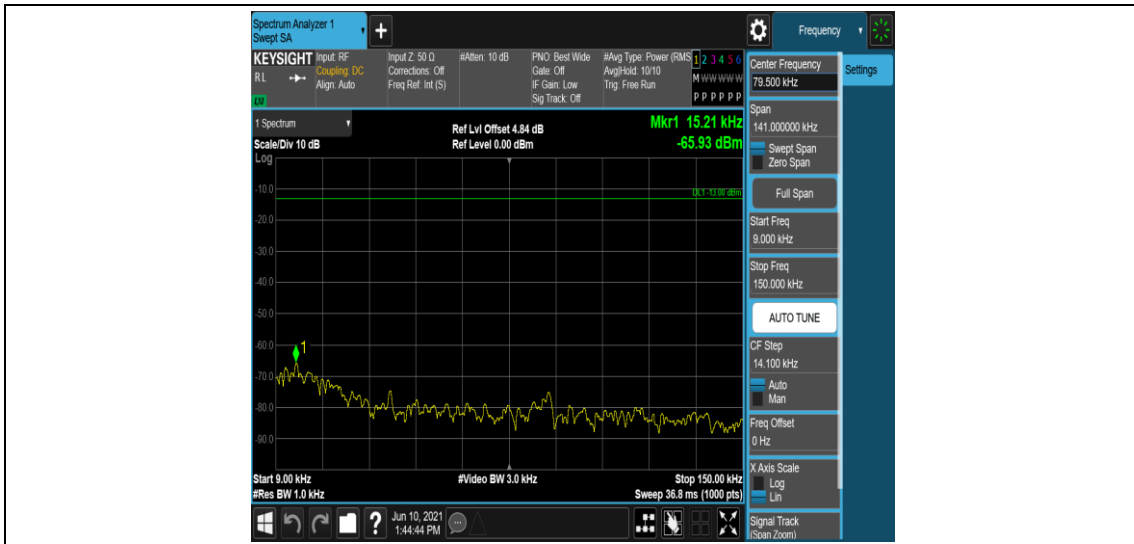 Spectrum Analyzer 1
Swept SA
+
Frequency
KEYSIGHT
RL
Input: RF
Coupling: DC
Align: Auto
Input Z: 50 Ω
Corrections: Off
Freq Ref: Int (S)
#Atten: 10 dB
PNO: Best Wide
Gate: Off
IF Gain: Low
Sig Track: Off
#Avg Type: Power (RMS
Avg|Hold: 10/10
Trig: Free Run
1 2 3 4 5 6
M W W W W W
P P P P P P
1 Spectrum
Scale/Div 10 dB
Log
Ref Lvl Offset 4.84 dB
Ref Level 0.00 dBm
Mkr1 15.21 kHz
-65.93 dBm
DL1 -13.00 dBm
-10.0
-20.0
-30.0
-40.0
-50.0
-60.0
-70.0
-80.0
-90.0
1
Start 9.00 kHz
#Res BW 1.0 kHz
#Video BW 3.0 kHz
Stop 150.00 kHz
Sweep 36.8 ms (1000 pts)
?
Jun 10, 2021
1:44:44 PM
Center Frequency
79.500 kHz
Settings
Span
141.000000 kHz
Swept Span
Zero Span
Full Span
Start Freq
9.000 kHz
Stop Freq
150.000 kHz
AUTO TUNE
CF Step
14.100 kHz
Auto
Man
Freq Offset
0 Hz
X Axis Scale
Log
Lin
Signal Track
(Span Zoom)